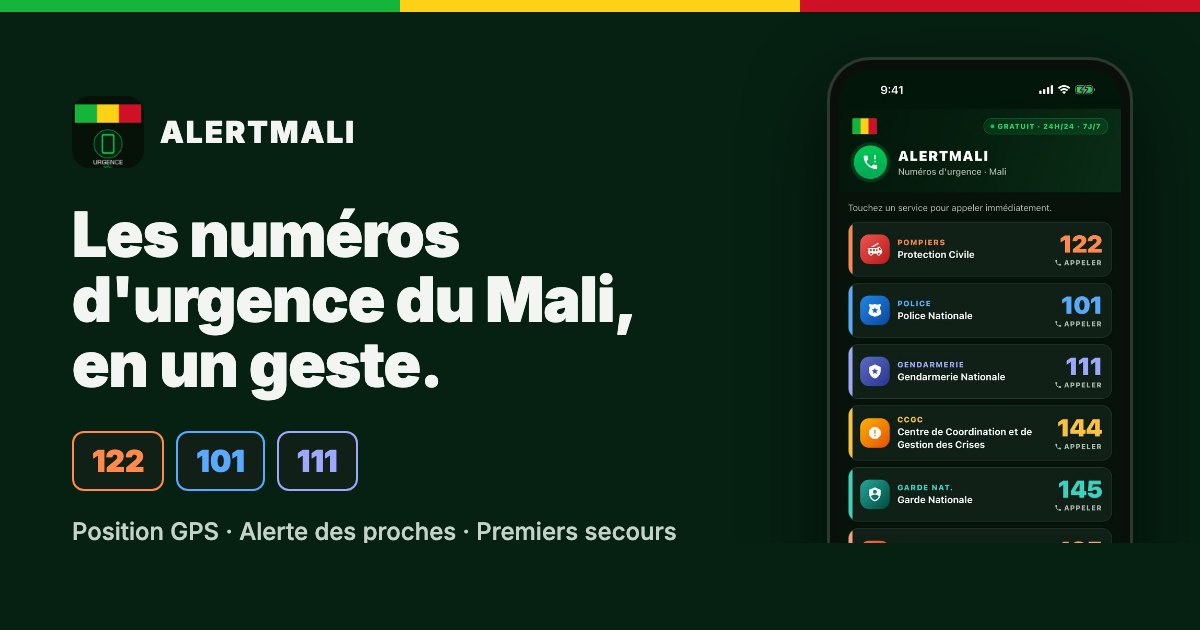 URGENCE
ALERTMALI
Les numéros
d'urgence du Mali,
en un geste.
122
101
111
Position GPS · Alerte des proches · Premiers secours
9:41
GRATUIT · 24H/24 · 7J/7
ALERTMALI
Numéros d'urgence · Mali
Touchez un service pour appeler immédiatement.
POMPIERS
Protection Civile
122
APPELER
POLICE
Police Nationale
101
APPELER
GENDARMERIE
Gendarmerie Nationale
111
APPELER
CCGC
Centre de Coordination et de
Gestion des Crises
144
APPELER
GARDE NAT.
Garde Nationale
145
APPELER